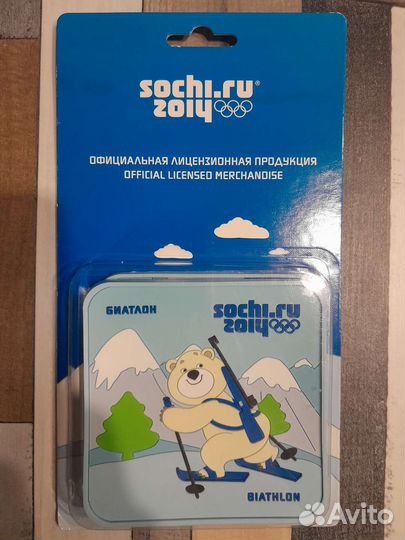 sochi.ru
2014
ОФИЦИАЛЬНАЯ ЛИЦЕНЗИОННАЯ ПРОДУКЦИЯ
OFFICIAL LICENSED MERCHANDISE
БИАТЛОН
sochi.ru
2014
BIATHLON
Avito